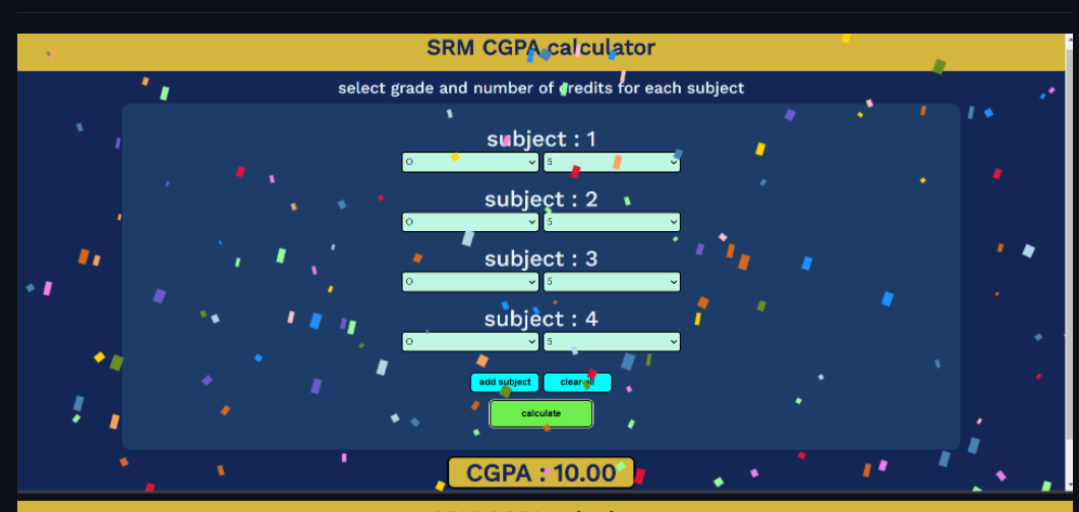 SRM CGPA calculator
select grade and number of credits for each subject
subject : 1
O 5
subject : 2
O 5
subject : 3
O 5
subject : 4
O 5
add subject clear all
calculate
CGPA : 10.00